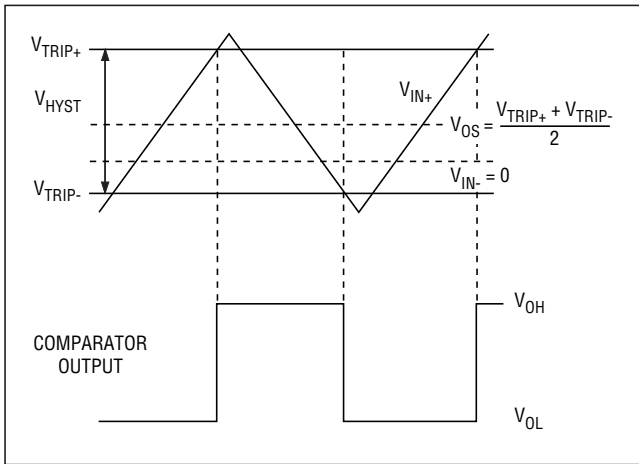 V_TRIP+
V_HYST
V_IN+
V_OS = (V_TRIP+ + V_TRIP-) / 2
V_IN- = 0
V_TRIP-
V_OH
COMPARATOR
OUTPUT
V_OL